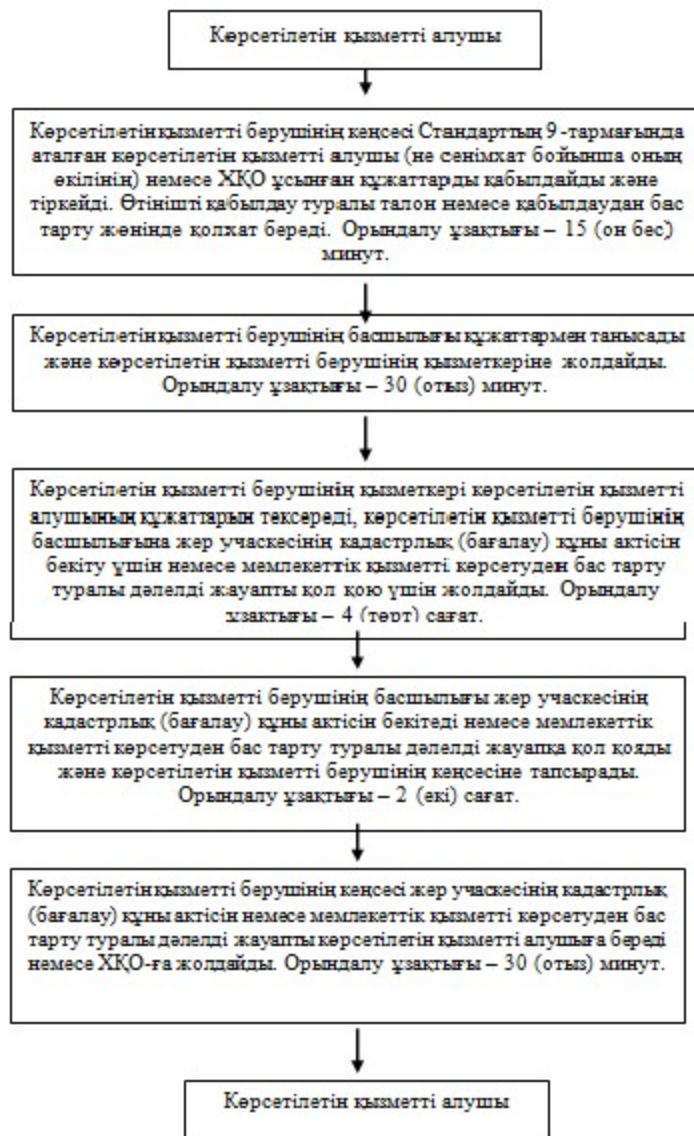 Көрсетілетін қызметті алушы
Көрсетілетін қызметті берушінің кеңсесі Стандарттың 9 -тармағында
аталған көрсетілетін қызметті алушы (не сенімхат бойынша оның
өкілінің) немесе ХҚО ұсынған құжаттарды қабылдайды және
тіркейді. Өтінішті қабылдау туралы талон немесе қабылдаудан бас
тарту жөнінде қолхат береді. Орындалу ұзақтығы – 15 (он бес)
минут.
Көрсетілетін қызметті берушінің басшылығы құжаттармен танысады
және көрсетілетін қызметті берушінің қызметкеріне жолдайды.
Орындалу ұзақтығы – 30 (отыз) минут.
Көрсетілетін қызметті берушінің қызметкері көрсетілетін қызметті
алушының құжаттарын тексереді, көрсетілетін қызметті берушінің
басшылығына жер учаскесінің кадастрлық (бағалау) құны актісін
бекіту үшін немесе мемлекеттік қызметті көрсетуден бас тарту
туралы дәлелді жауапты қол қою үшін жолдайды. Орындалу
ұзақтығы – 4 (төрт) сағат.
Көрсетілетін қызметті берушінің басшылығы жер учаскесінің
кадастрлық (бағалау) құны актісін бекітеді немесе мемлекеттік
қызметті көрсетуден бас тарту туралы дәлелді жауапқа қол қояды
және көрсетілетін қызметті берушінің кеңсесіне тапсырады.
Орындалу ұзақтығы – 2 (екі) сағат.
Көрсетілетін қызметті берушінің кеңсесі жер учаскесінің кадастрлық
(бағалау) құны актісін немесе мемлекеттік қызметті көрсетуден бас
тарту туралы дәлелді жауапты көрсетілетін қызметті алушыға береді
немесе ХҚО-ға жолдайды. Орындалу ұзақтығы – 30 (отыз) минут.
Көрсетілетін қызметті алушы